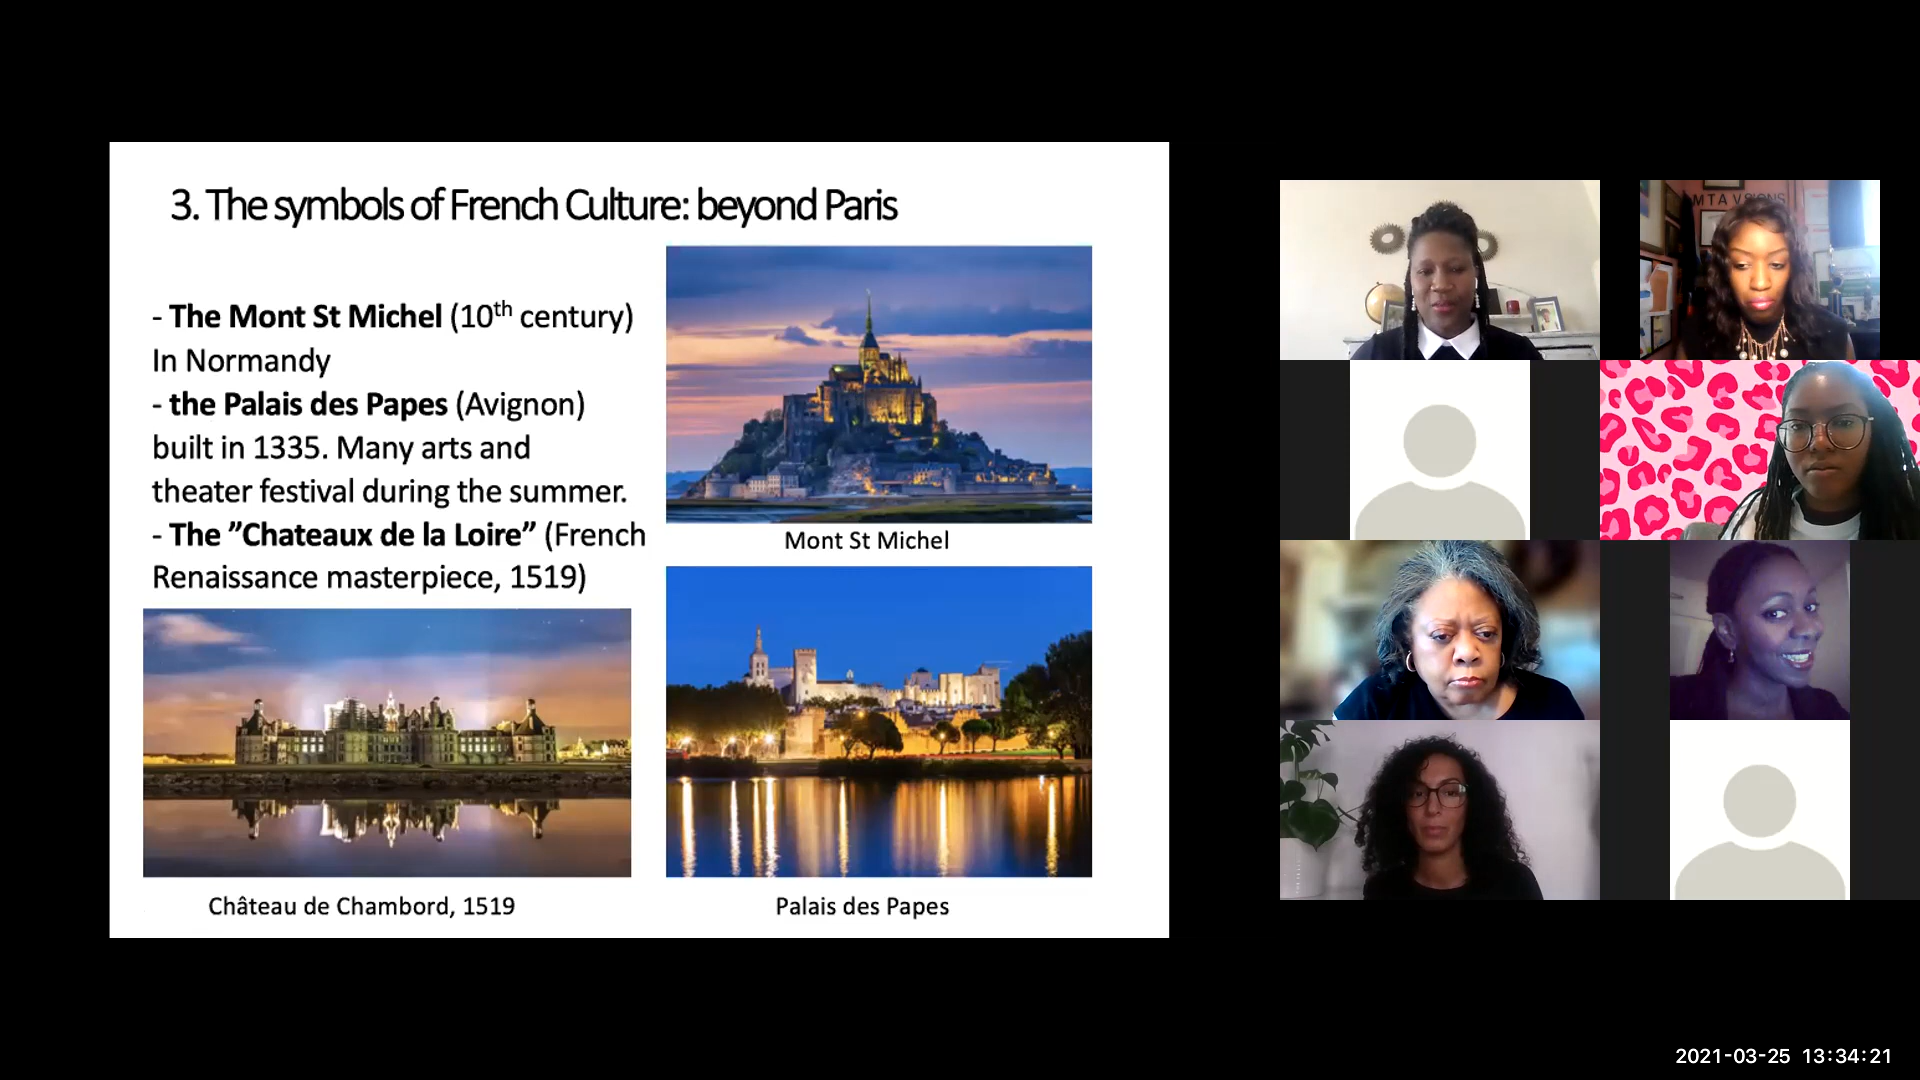 3. The symbols of French Culture: beyond Paris
- The Mont St Michel (10th century)
In Normandy
- the Palais des Papes (Avignon)
built in 1335. Many arts and
theater festival during the summer.
- The ”Chateaux de la Loire” (French
Renaissance masterpiece, 1519)
Mont St Michel
Château de Chambord, 1519
Palais des Papes
MTA VISIONS
2021-03-25 13:34:21